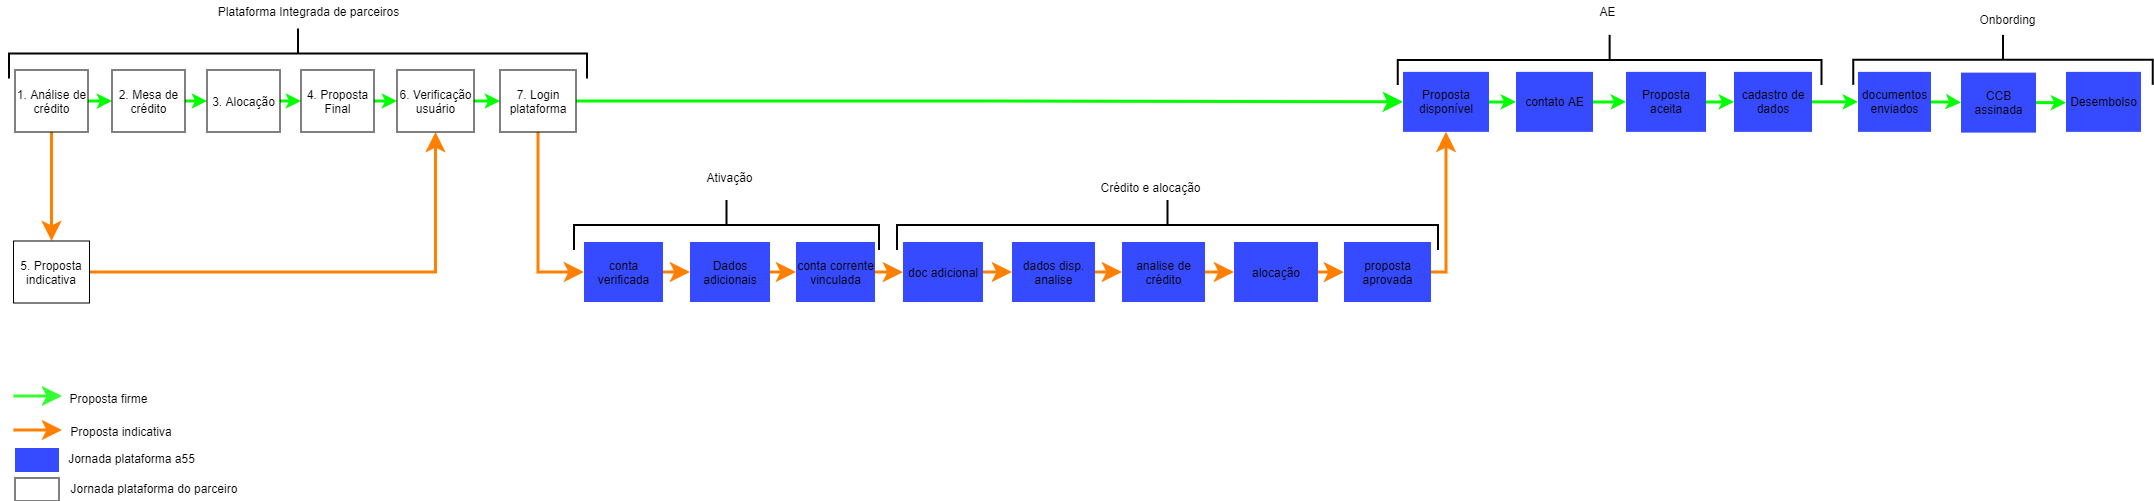 Plataforma Integrada de parceiros
AE
Onbording
1. Análise de
crédito
2. Mesa de
crédito
3. Alocação
4. Proposta
Final
6. Verificação
usuário
7. Login
plataforma
Proposta
disponível
contato AE
Proposta
aceita
cadastro de
dados
documentos
enviados
CCB
assinada
Desembolso
Ativação
Crédito e alocação
5. Proposta
indicativa
conta
verificada
Dados
adicionais
conta corrente
vinculada
doc adicional
dados disp.
analise
analise de
crédito
alocação
proposta
aprovada
Proposta firme
Proposta indicativa
Jornada plataforma a55
Jornada plataforma do parceiro